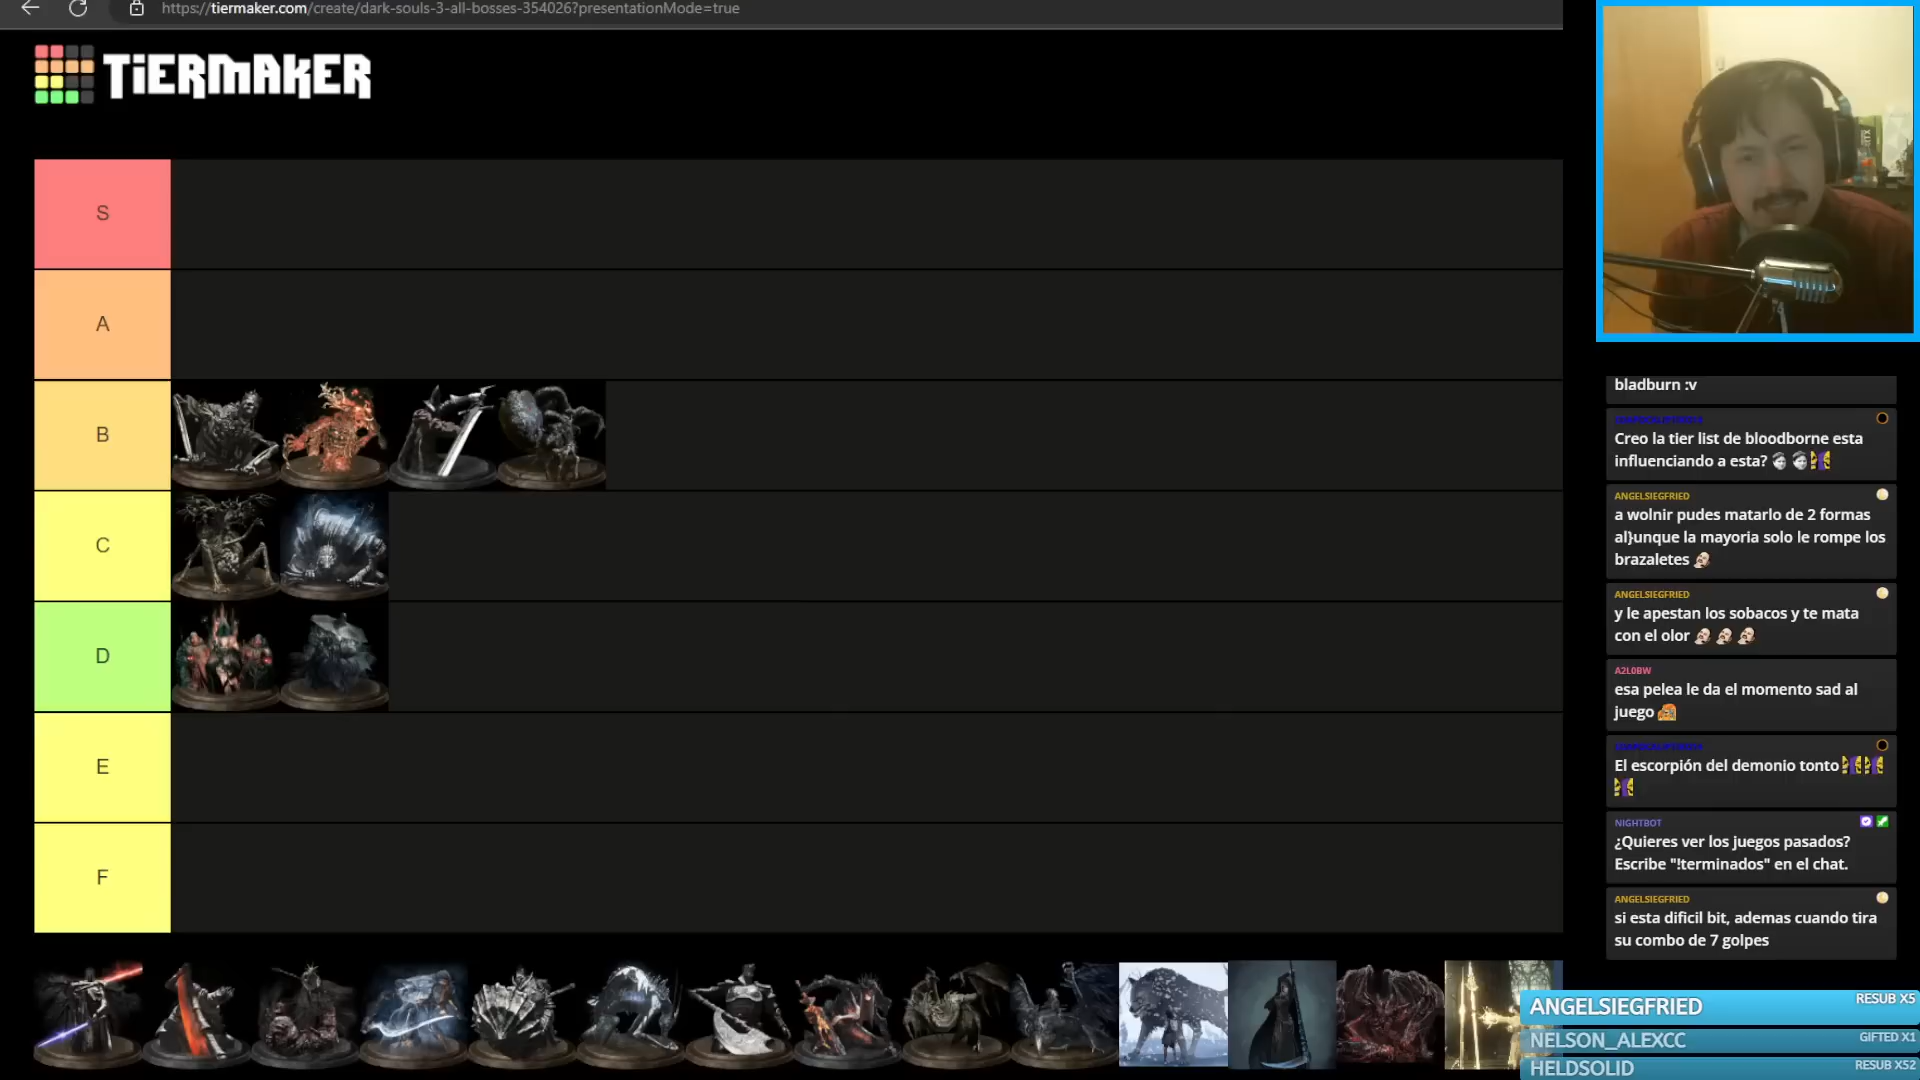 https://tiermaker.com/create/dark-souls-3-all-bosses-354026?presentationMode=true
TiERMAKER
S
A
B
C
D
E
F
bladburn :v
Creo la tier list de bloodborne esta
influenciando a esta?
ANGELSIEGFRIED
a wolnir pudes matarlo de 2 formas
al}unque la mayoria solo le rompe los
brazaletes
ANGELSIEGFRIED
y le apestan los sobacos y te mata
con el olor
A2L0BW
esa pelea le da el momento sad al
juego
El escorpión del demonio tonto
NIGHTBOT
¿Quieres ver los juegos pasados?
Escribe "!terminados" en el chat.
ANGELSIEGFRIED
si esta dificil bit, ademas cuando tira
su combo de 7 golpes
ANGELSIEGFRIED RESUB X5
NELSON_ALEXCC GIFTED X1
HELDSOLID RESUB X52